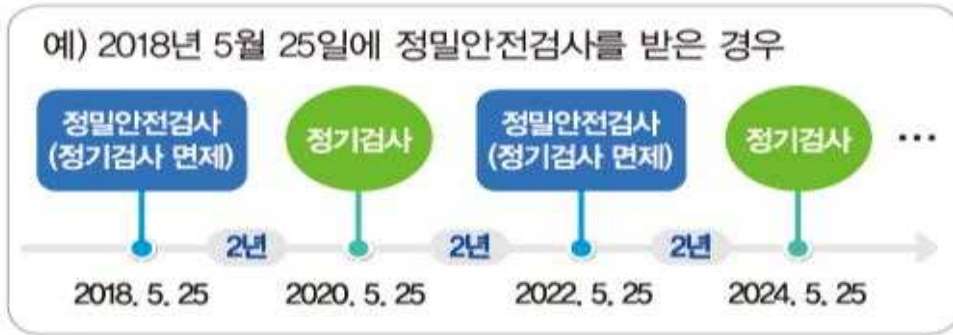 예) 2018년 5월 25일에 정밀안전검사를 받은 경우
정밀안전검사
(정기검사 면제)
정기검사
정밀안전검사
(정기검사 면제)
정기검사
...
2년
2년
2년
2018. 5. 25
2020. 5. 25
2022. 5. 25
2024. 5. 25